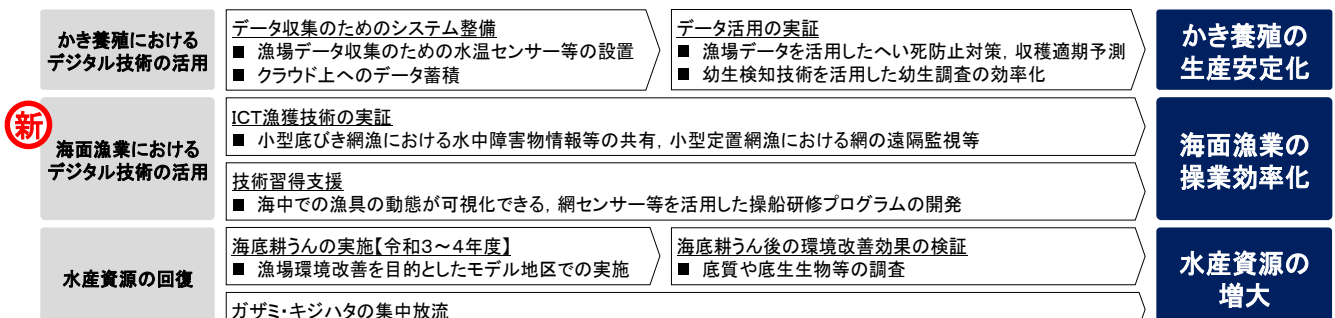 かき養殖における
デジタル技術の活用
データ収集のためのシステム整備
■ 漁場データ収集のための水温センサー等の設置
■ クラウド上へのデータ蓄積
データ活用の実証
■ 漁場データを活用したへい死防止対策，収穫適期予測
■ 幼生検知技術を活用した幼生調査の効率化
かき養殖の
生産安定化
新
海面漁業における
デジタル技術の活用
ICT漁獲技術の実証
■ 小型底びき網漁における水中障害物情報等の共有，小型定置網漁における網の遠隔監視等
技術習得支援
■ 海中での漁具の動態が可視化できる，網センサー等を活用した操船研修プログラムの開発
海面漁業の
操業効率化
水産資源の回復
海底耕うんの実施【令和3～4年度】
■ 漁場環境改善を目的としたモデル地区での実施
海底耕うん後の環境改善効果の検証
■ 底質や底生生物等の調査
ガザミ・キジハタの集中放流
水産資源の
増大